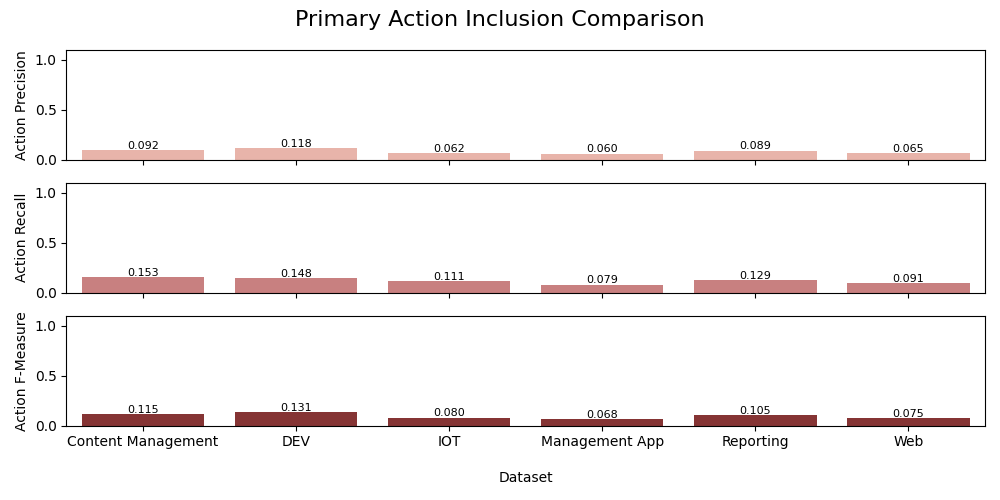 Primary Action Inclusion Comparison
Action Precision
1.0
0.5
0.0
0.092 0.118 0.062 0.060 0.089 0.065
Action Recall
1.0
0.5
0.0
0.153 0.148 0.111 0.079 0.129 0.091
Action F-Measure
1.0
0.5
0.0
0.115 0.131 0.080 0.068 0.105 0.075
Content Management DEV IOT Management App Reporting Web
Dataset